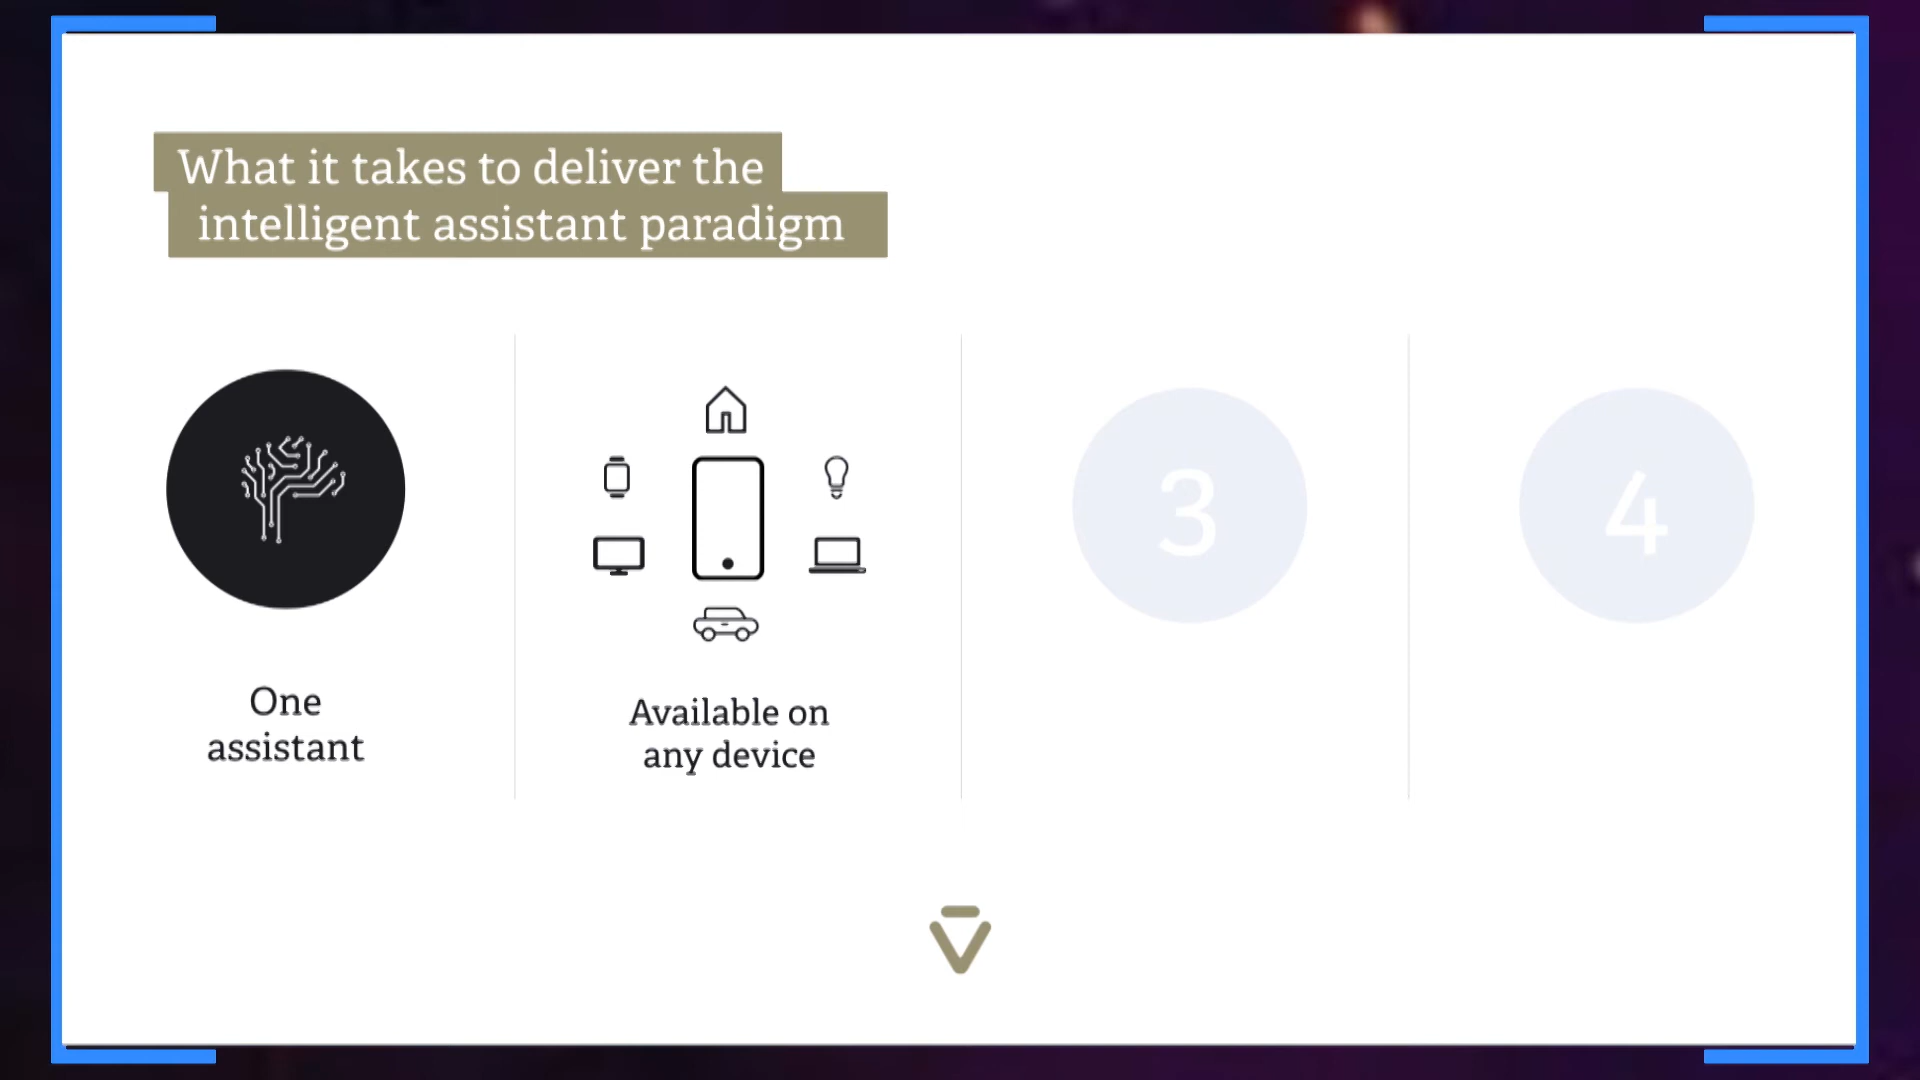 What it takes to deliver the
intelligent assistant paradigm
3
4
One
assistant
Available on
any device